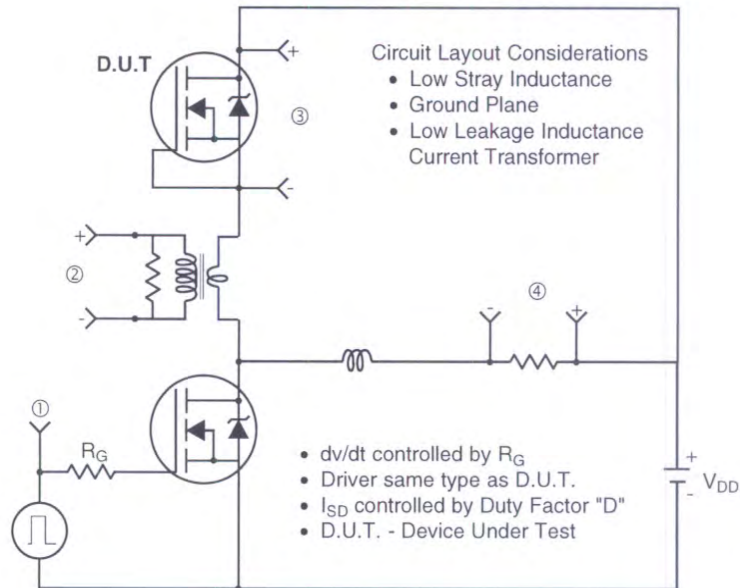 D.U.T
+
Circuit Layout Considerations
• Low Stray Inductance
③
• Ground Plane
• Low Leakage Inductance
Current Transformer
-
+
②
④
-
- +
①
R_G
• dv/dt controlled by R_G
• Driver same type as D.U.T.
• I_SD controlled by Duty Factor "D"
• D.U.T. - Device Under Test
+
V_DD
-